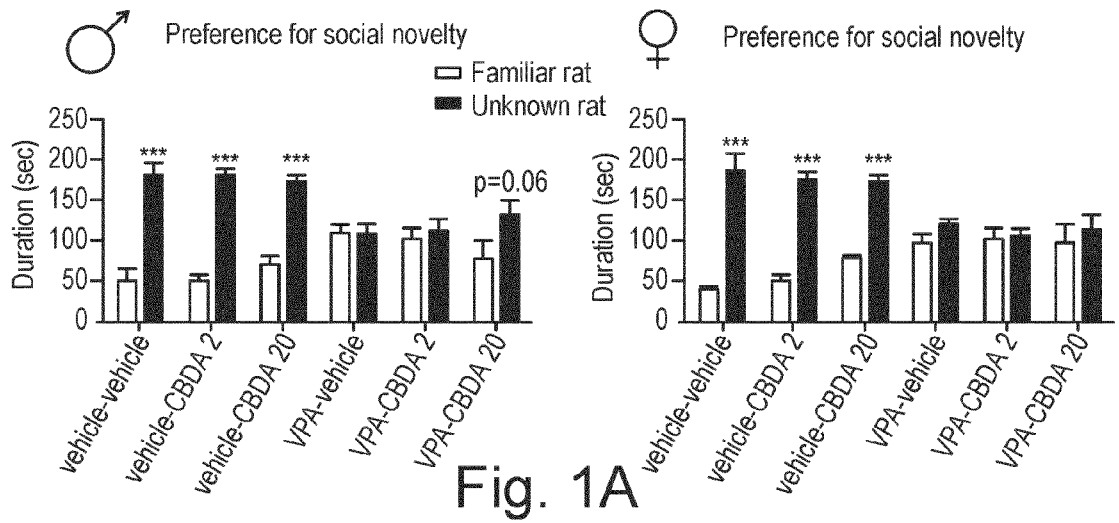 Preference for social novelty
Preference for social novelty
Familiar rat
Unknown rat
Duration (sec)
250
200
150
100
50
0
***
***
***
p=0.06
vehicle-vehicle
vehicle-CBDA 2
vehicle-CBDA 20
VPA-vehicle
VPA-CBDA 2
VPA-CBDA 20
Duration (sec)
250
200
150
100
50
0
***
***
***
vehicle-vehicle
vehicle-CBDA 2
vehicle-CBDA 20
VPA-vehicle
VPA-CBDA 2
VPA-CBDA 20
Fig. 1A